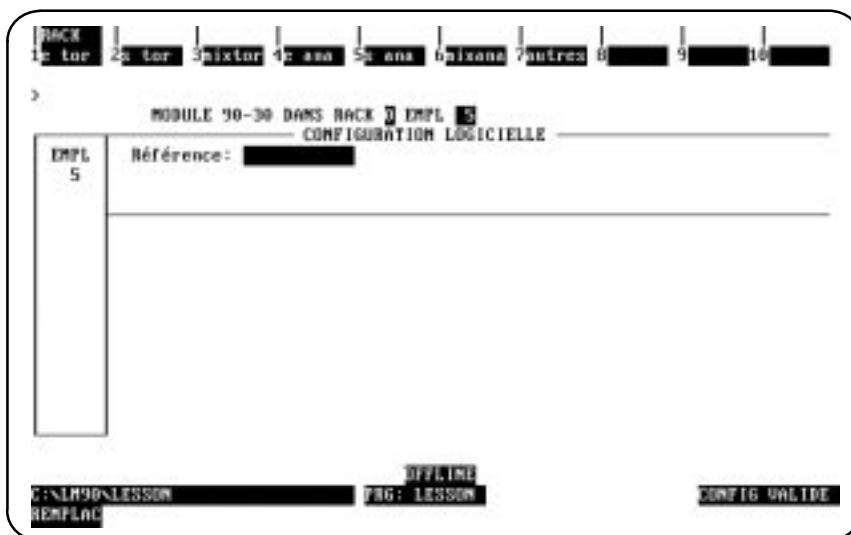 RACK
1e tor 2s tor 3mixtor 4e ana 5s ana 6mixana 7autres 8 9 10
>
MODULE 90-30 DANS RACK 0 EMPL 5
CONFIGURATION LOGICIELLE
EMPL Référence:
5
OFFLINE
C:\LM90\LESSON PRG: LESSON CONFIG VALIDE
REMPLAC